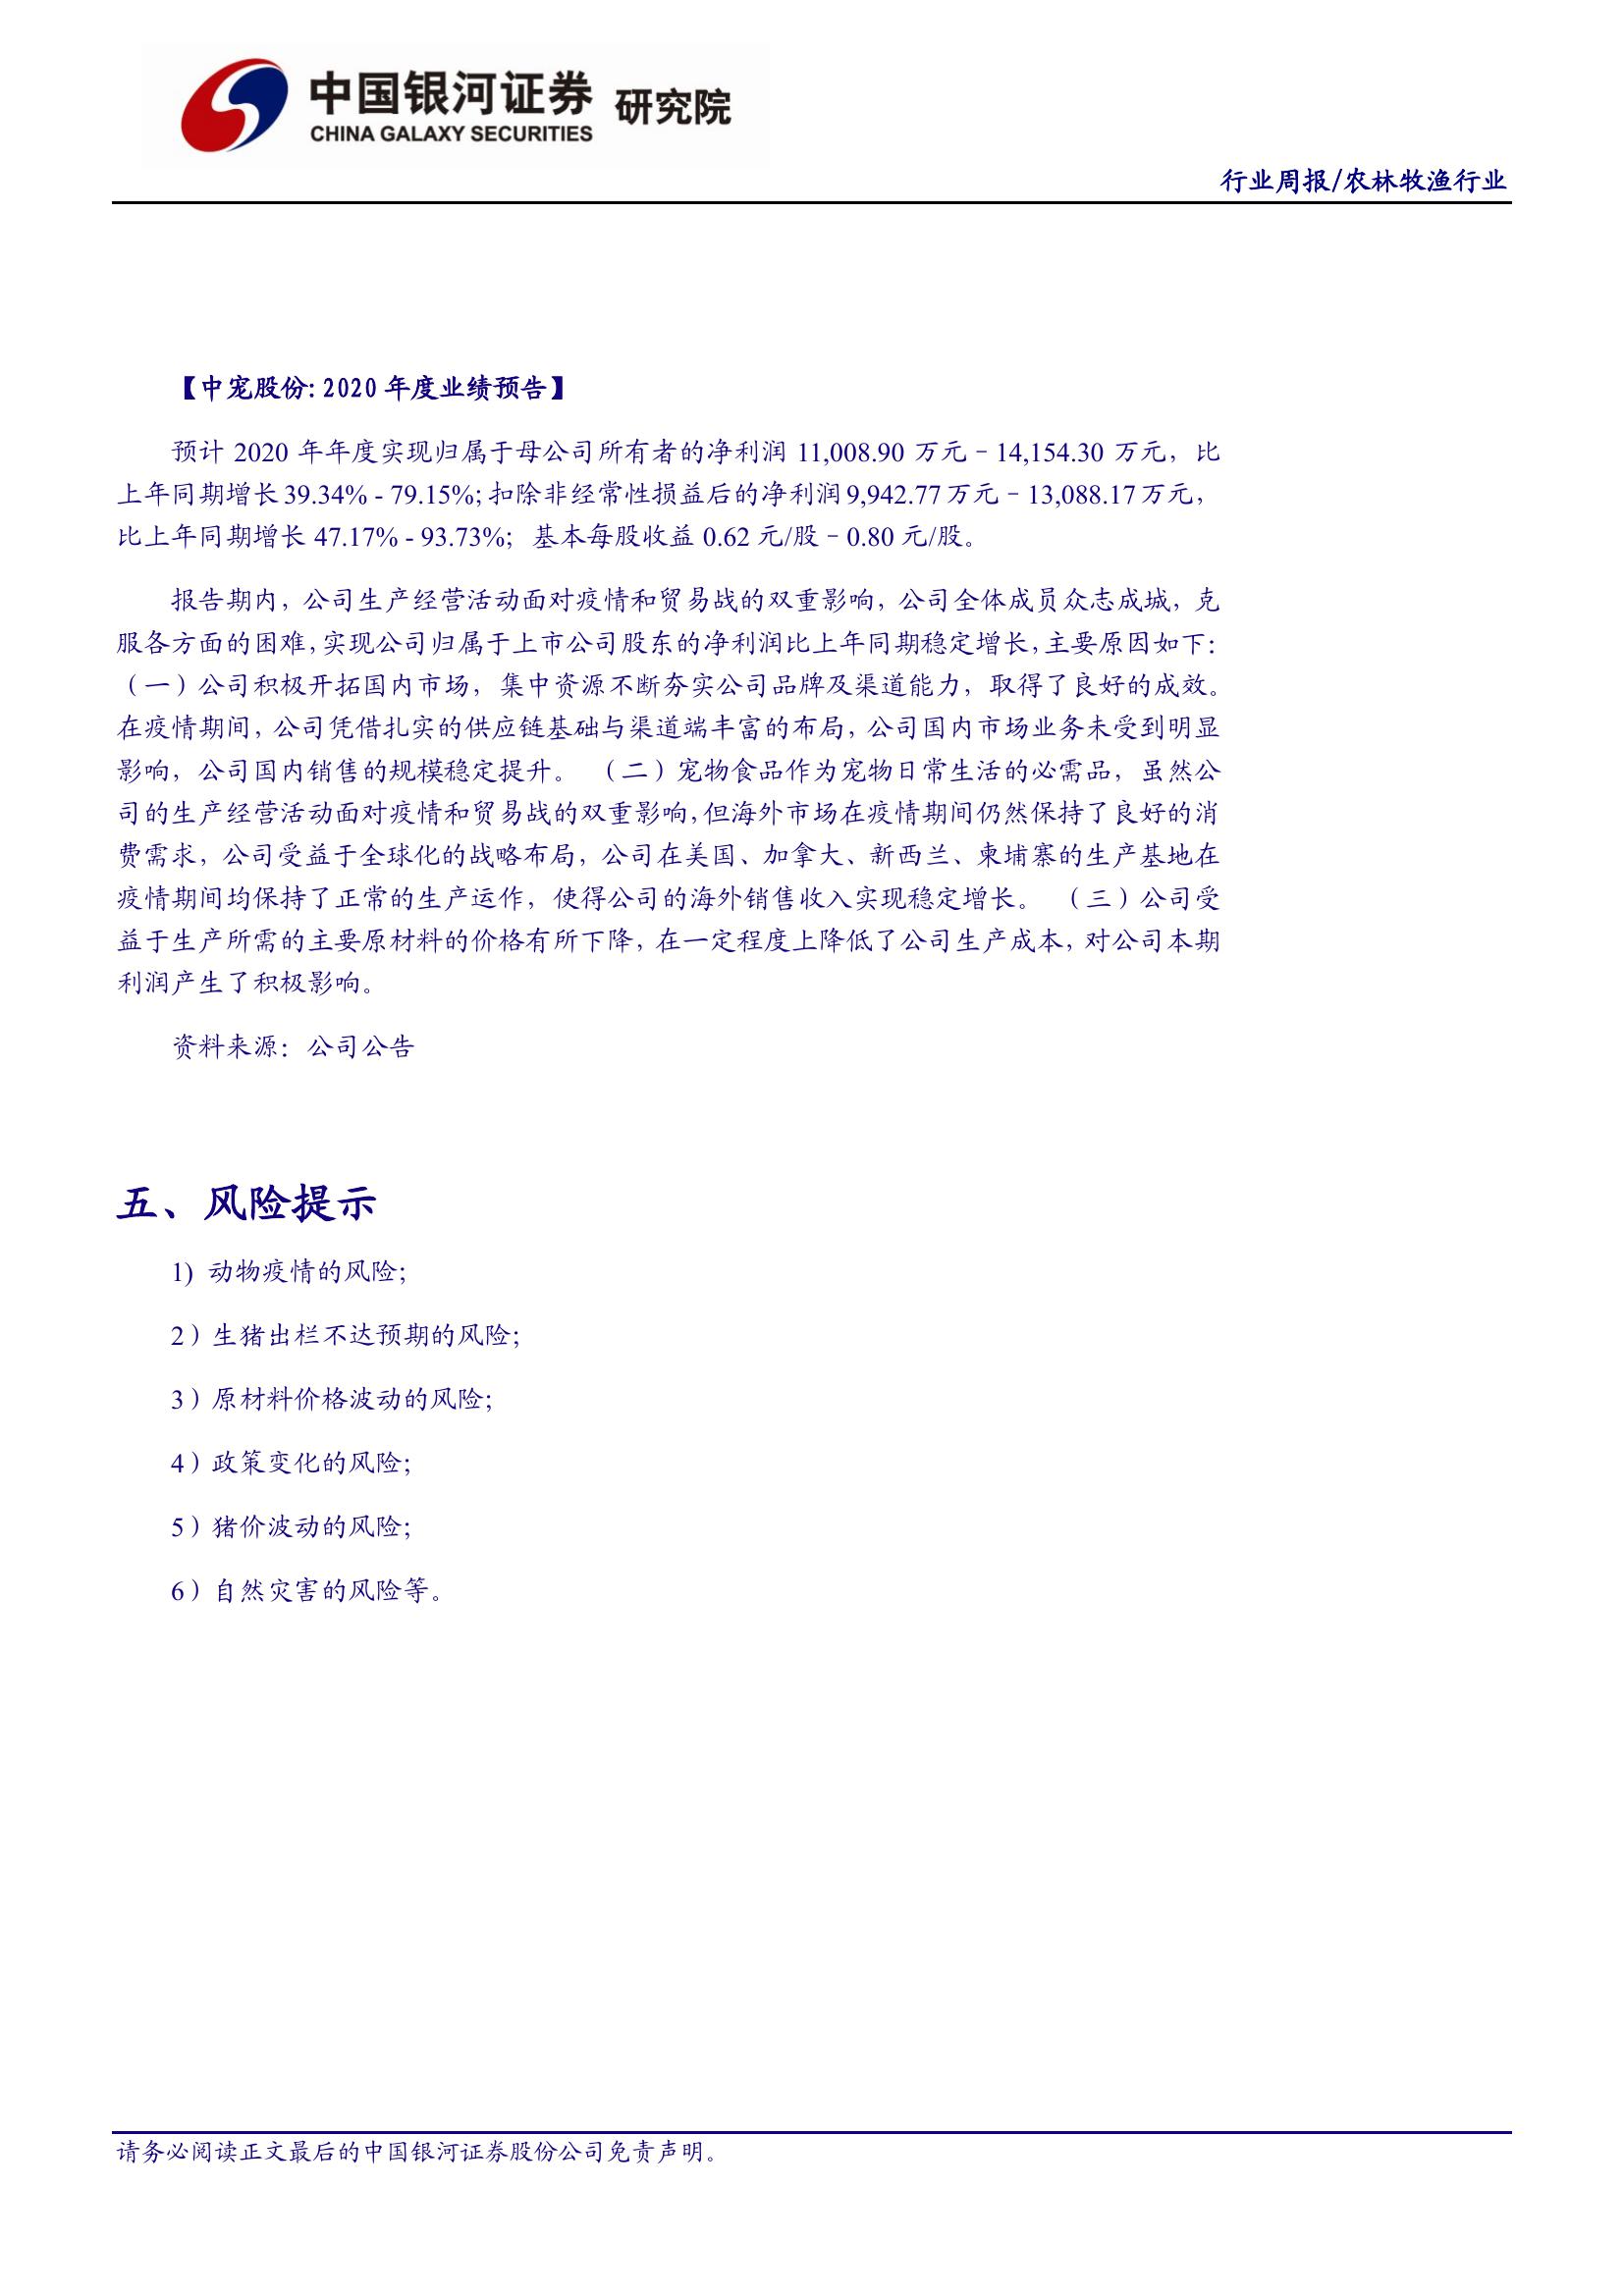 中国银河证券 研究院
CHINA GALAXY SECURITIES
行业周报/农林牧渔行业
【中宠股份: 2020 年度业绩预告】
预计 2020 年年度实现归属于母公司所有者的净利润 11,008.90 万元–14,154.30 万元，比
上年同期增长 39.34% - 79.15%; 扣除非经常性损益后的净利润 9,942.77 万元–13,088.17 万元，
比上年同期增长 47.17% - 93.73%；基本每股收益 0.62 元/股–0.80 元/股。
报告期内，公司生产经营活动面对疫情和贸易战的双重影响，公司全体成员众志成城，克
服各方面的困难，实现公司归属于上市公司股东的净利润比上年同期稳定增长，主要原因如下：
（一）公司积极开拓国内市场，集中资源不断夯实公司品牌及渠道能力，取得了良好的成效。
在疫情期间，公司凭借扎实的供应链基础与渠道端丰富的布局，公司国内市场业务未受到明显
影响，公司国内销售的规模稳定提升。 （二）宠物食品作为宠物日常生活的必需品，虽然公
司的生产经营活动面对疫情和贸易战的双重影响，但海外市场在疫情期间仍然保持了良好的消
费需求，公司受益于全球化的战略布局，公司在美国、加拿大、新西兰、柬埔寨的生产基地在
疫情期间均保持了正常的生产运作，使得公司的海外销售收入实现稳定增长。 （三）公司受
益于生产所需的主要原材料的价格有所下降，在一定程度上降低了公司生产成本，对公司本期
利润产生了积极影响。
资料来源：公司公告
五、风险提示
1) 动物疫情的风险；
2）生猪出栏不达预期的风险；
3）原材料价格波动的风险；
4）政策变化的风险；
5）猪价波动的风险；
6）自然灾害的风险等。
请务必阅读正文最后的中国银河证券股份公司免责声明。